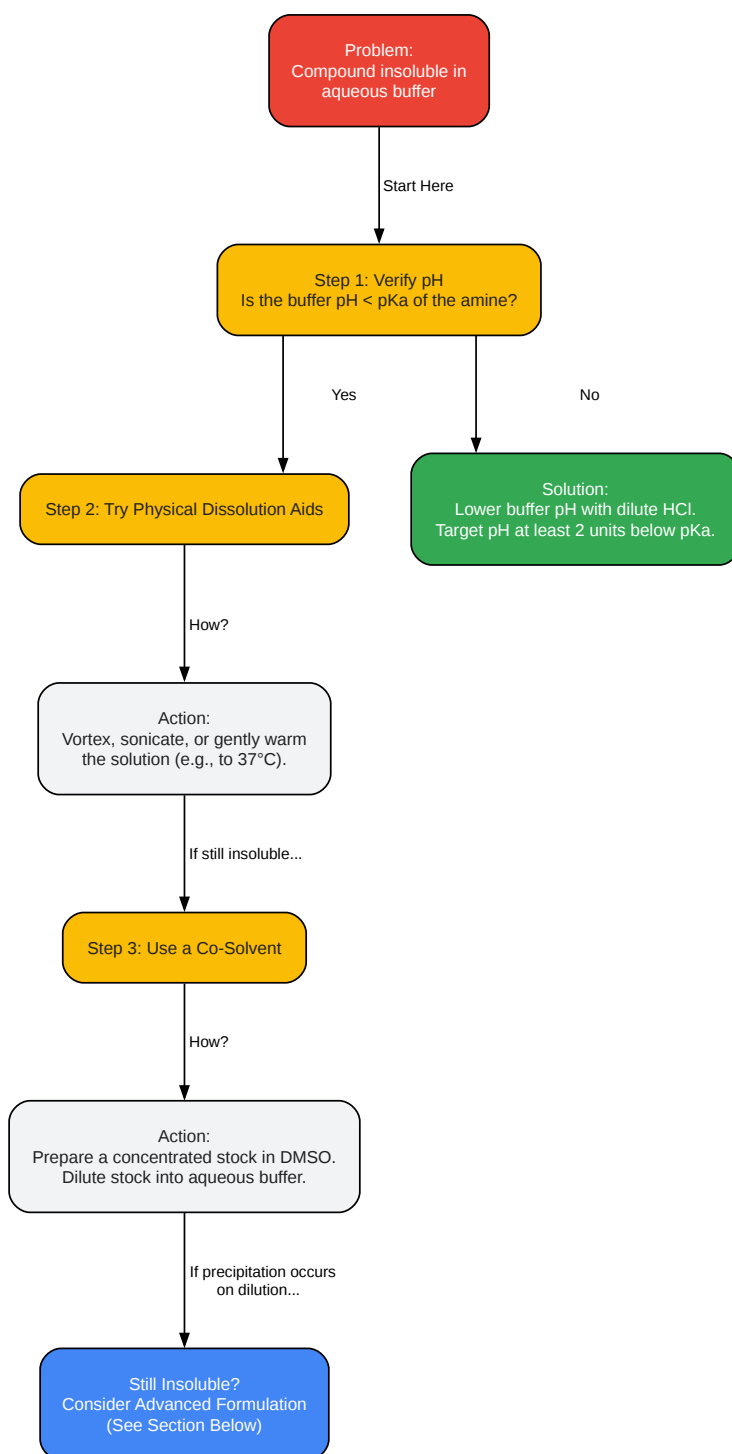 Problem:
Compound insoluble in
aqueous buffer
Start Here
Step 1: Verify pH
Is the buffer pH < pKa of the amine?
Yes
No
Step 2: Try Physical Dissolution Aids
Solution:
Lower buffer pH with dilute HCl.
Target pH at least 2 units below pKa.
How?
Action:
Vortex, sonicate, or gently warm
the solution (e.g., to 37°C).
If still insoluble...
Step 3: Use a Co-Solvent
How?
Action:
Prepare a concentrated stock in DMSO.
Dilute stock into aqueous buffer.
If precipitation occurs
on dilution...
Still Insoluble?
Consider Advanced Formulation
(See Section Below)